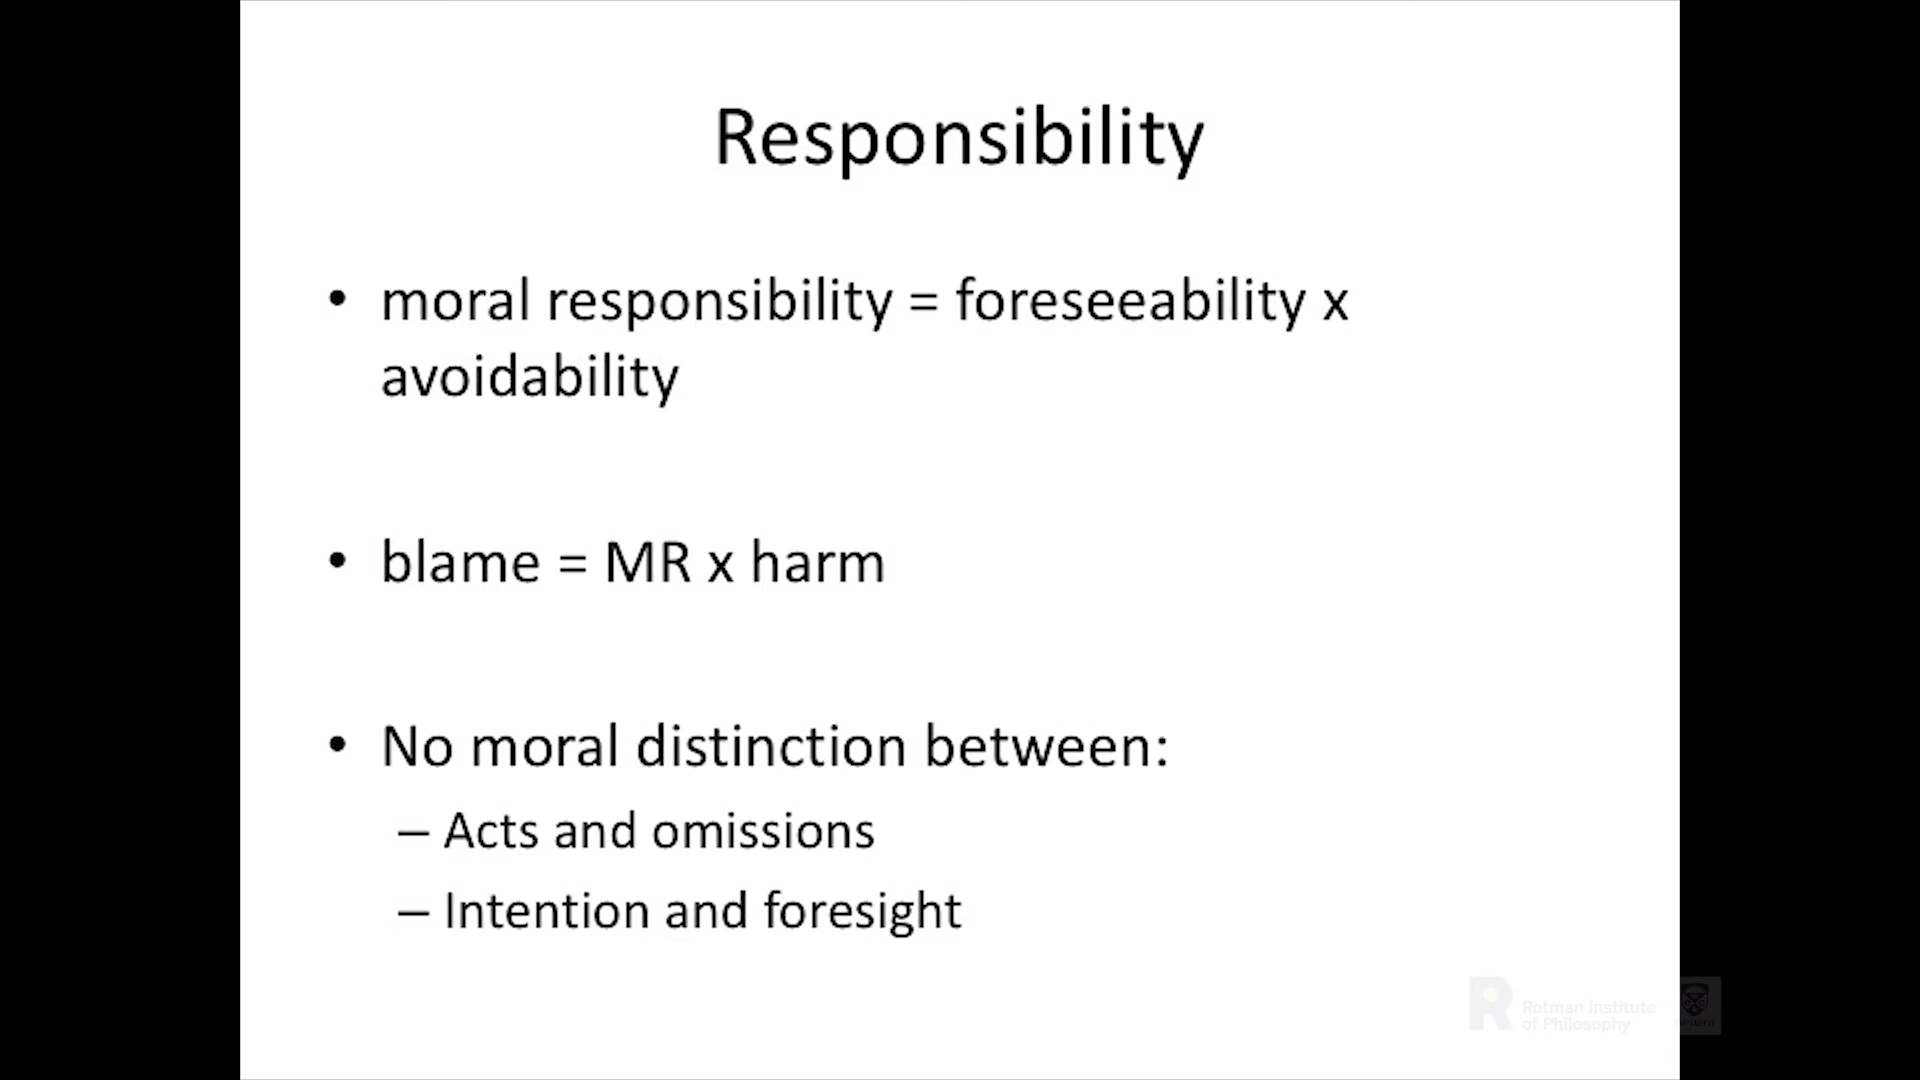 Responsibility
• moral responsibility = foreseeability x
avoidability
• blame = MR x harm
• No moral distinction between:
– Acts and omissions
– Intention and foresight
Rotman Institute
of Philosophy